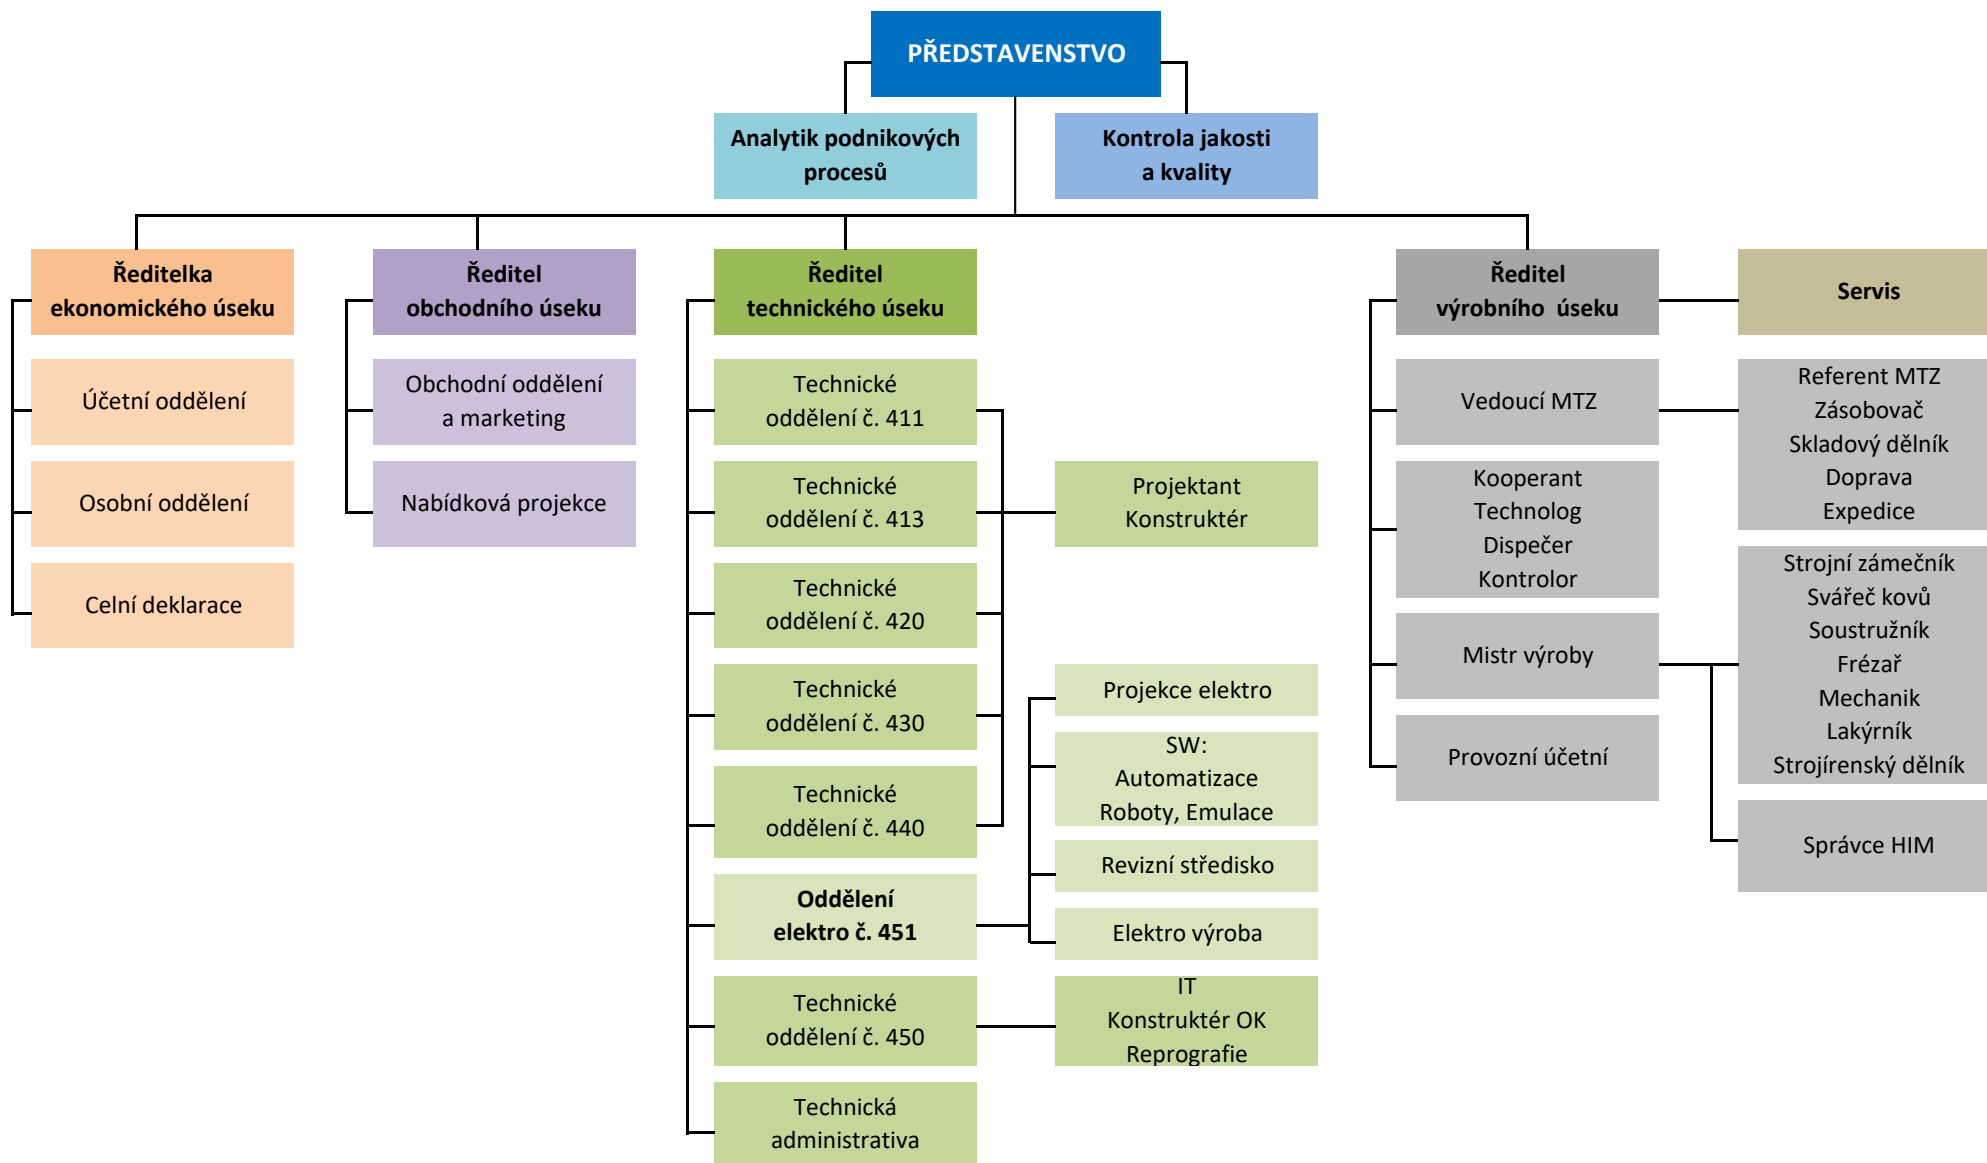 PŘEDSTAVENSTVO
Analytik podnikových
procesů
Kontrola jakosti
a kvality
Ředitelka
ekonomického úseku
Účetní oddělení
Osobní oddělení
Celní deklarace
Ředitel
obchodního úseku
Obchodní oddělení
a marketing
Nabídková projekce
Ředitel
technického úseku
Technické
oddělení č. 411
Technické
oddělení č. 413
Technické
oddělení č. 420
Technické
oddělení č. 430
Technické
oddělení č. 440
Oddělení
elektro č. 451
Technické
oddělení č. 450
Technická
administrativa
Projektant
Konstruktér
Projekce elektro
SW:
Automatizace
Roboty, Emulace
Revizní středisko
Elektro výroba
IT
Konstruktér OK
Reprografie
Ředitel
výrobního úseku
Vedoucí MTZ
Kooperant
Technolog
Dispečer
Kontrolor
Mistr výroby
Provozní účetní
Servis
Referent MTZ
Zásobovač
Skladový dělník
Doprava
Expedice
Strojní zámečník
Svářeč kovů
Soustružník
Frézař
Mechanik
Lakýrník
Strojírenský dělník
Správce HIM